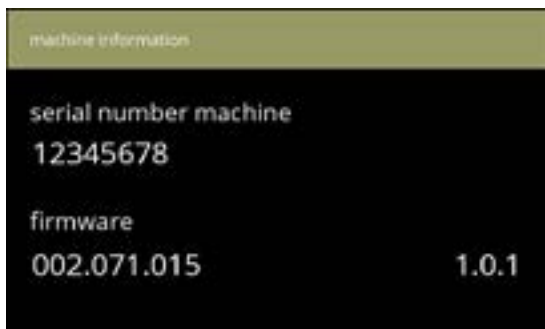 machine information
serial number machine
12345678
firmware
002.071.015 1.0.1